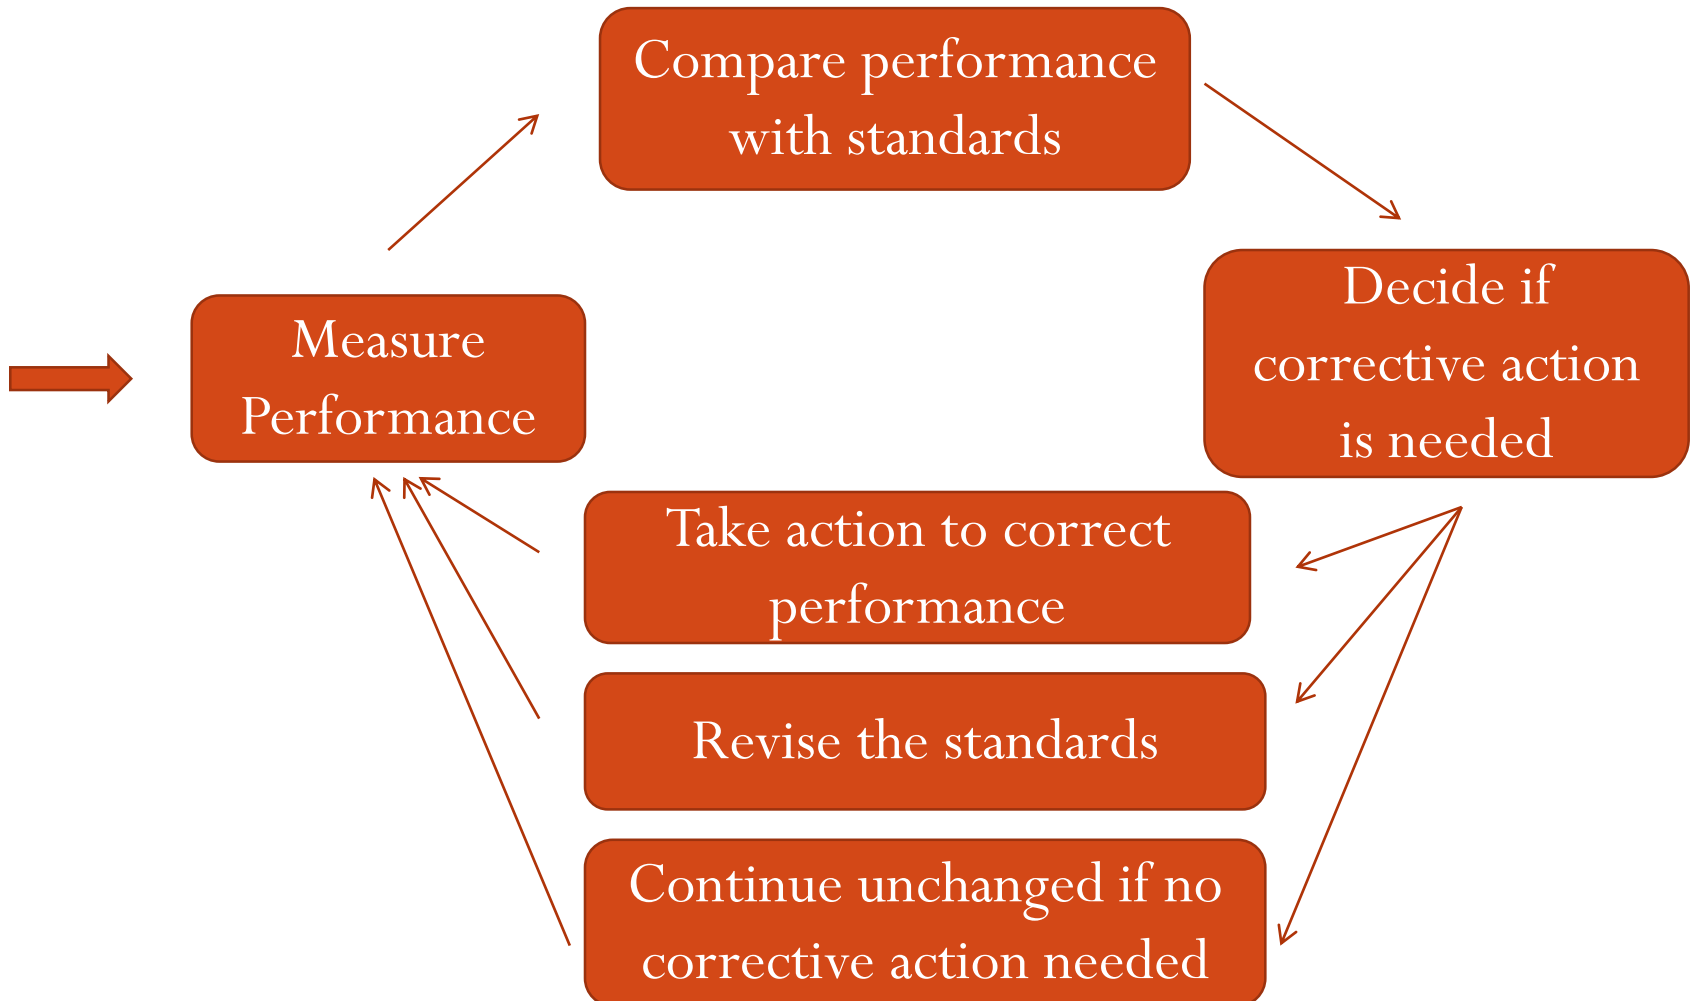 Compare performance
with standards
Measure
Performance
Decide if
corrective action
is needed
Take action to correct
performance
Revise the standards
Continue unchanged if no
corrective action needed